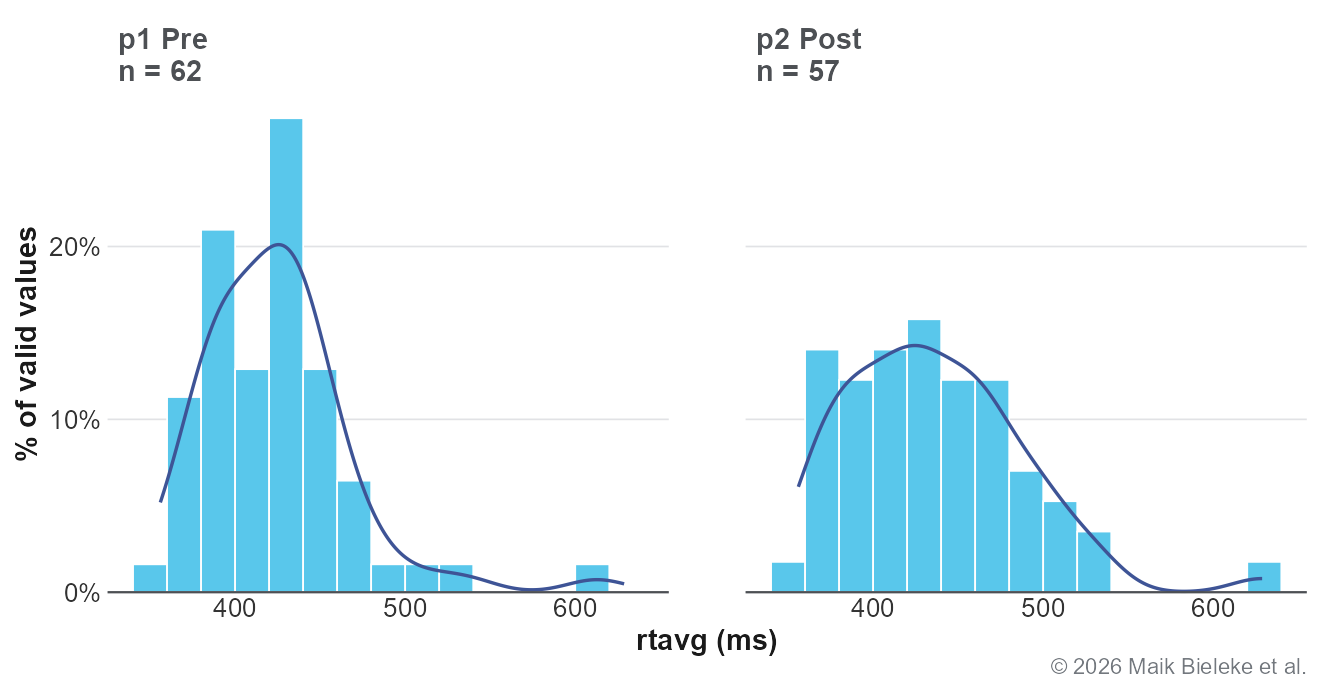 p1 Pre
n = 62
p2 Post
n = 57
% of valid values
20%
10%
0%
400
500
600
400
500
600
rtavg (ms)
© 2026 Maik Bieleke et al.